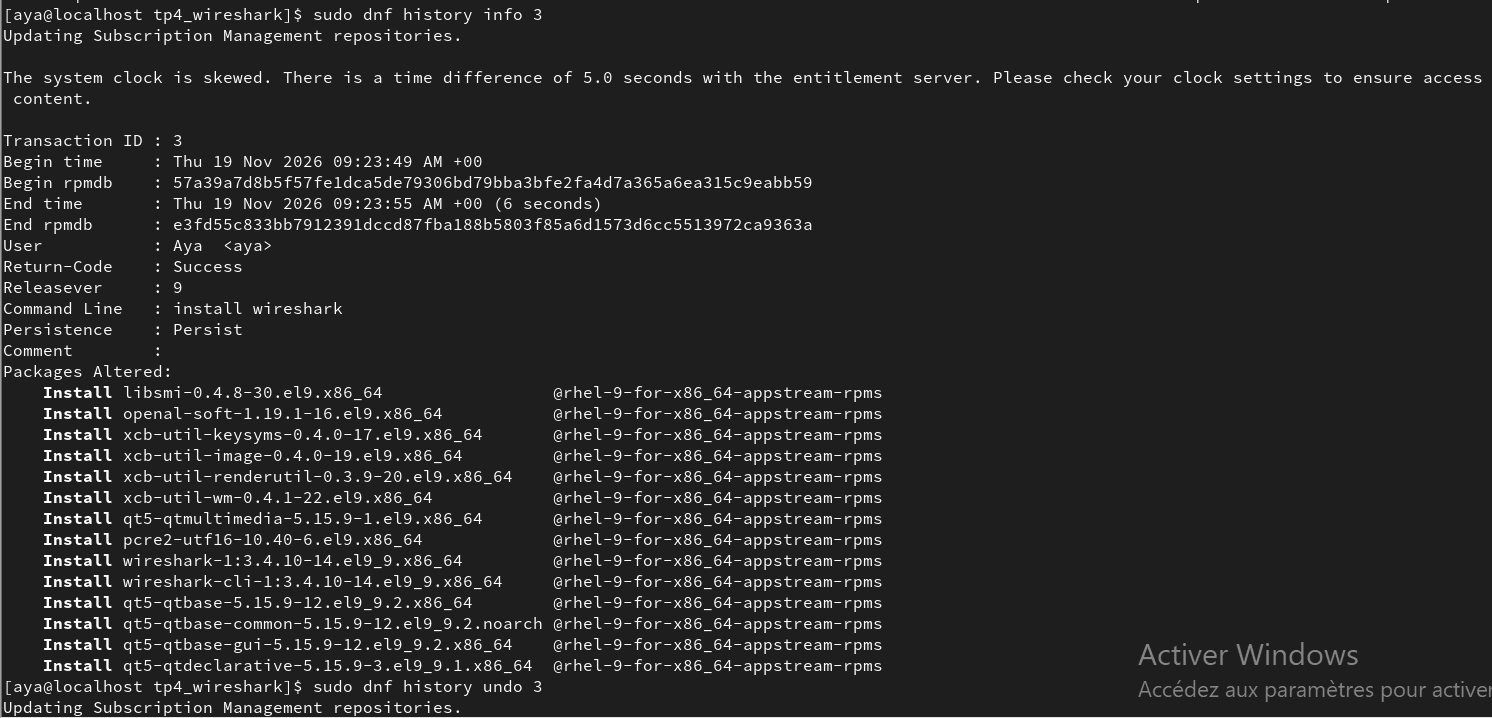 [aya@localhost tp4_wireshark]$ sudo dnf history info 3
Updating Subscription Management repositories.
The system clock is skewed. There is a time difference of 5.0 seconds with the entitlement server. Please check your clock settings to ensure access
content.
Transaction ID : 3
Begin time     : Thu 19 Nov 2026 09:23:49 AM +00
Begin rpmdb    : 57a39a7d8b5f57fe1dca5de79306bd79bba3bfe2fa4d7a365a6ea315c9eabb59
End time       : Thu 19 Nov 2026 09:23:55 AM +00 (6 seconds)
End rpmdb      : e3fd55c833bb7912391dccd87fba188b5803f85a6d1573d6cc5513972ca9363a
User           : Aya  <aya>
Return-Code    : Success
Releasever     : 9
Command Line   : install wireshark
Persistence    : Persist
Comment        :
Packages Altered:
    Install libsmi-0.4.8-30.el9.x86_64                 @rhel-9-for-x86_64-appstream-rpms
    Install openal-soft-1.19.1-16.el9.x86_64           @rhel-9-for-x86_64-appstream-rpms
    Install xcb-util-keysyms-0.4.0-17.el9.x86_64       @rhel-9-for-x86_64-appstream-rpms
    Install xcb-util-image-0.4.0-19.el9.x86_64         @rhel-9-for-x86_64-appstream-rpms
    Install xcb-util-renderutil-0.3.9-20.el9.x86_64    @rhel-9-for-x86_64-appstream-rpms
    Install xcb-util-wm-0.4.1-22.el9.x86_64            @rhel-9-for-x86_64-appstream-rpms
    Install qt5-qtmultimedia-5.15.9-1.el9.x86_64       @rhel-9-for-x86_64-appstream-rpms
    Install pcre2-utf16-10.40-6.el9.x86_64             @rhel-9-for-x86_64-appstream-rpms
    Install wireshark-1:3.4.10-14.el9_9.x86_64         @rhel-9-for-x86_64-appstream-rpms
    Install wireshark-cli-1:3.4.10-14.el9_9.x86_64     @rhel-9-for-x86_64-appstream-rpms
    Install qt5-qtbase-5.15.9-12.el9_9.2.x86_64        @rhel-9-for-x86_64-appstream-rpms
    Install qt5-qtbase-common-5.15.9-12.el9_9.2.noarch @rhel-9-for-x86_64-appstream-rpms
    Install qt5-qtbase-gui-5.15.9-12.el9_9.2.x86_64    @rhel-9-for-x86_64-appstream-rpms
    Install qt5-qtdeclarative-5.15.9-3.el9_9.1.x86_64  @rhel-9-for-x86_64-appstream-rpms
[aya@localhost tp4_wireshark]$ sudo dnf history undo 3
Updating Subscription Management repositories.
Activer Windows
Accédez aux paramètres pour activer